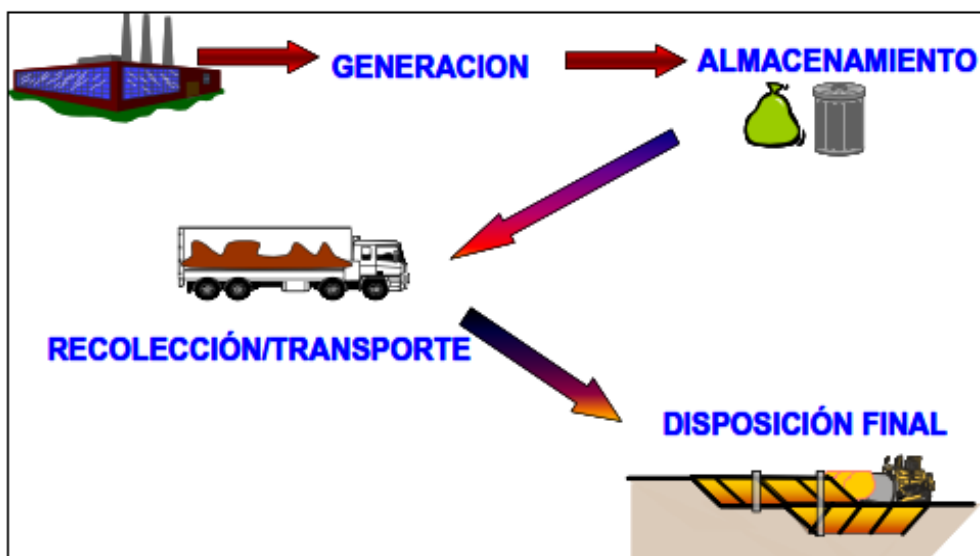 GENERACION
ALMACENAMIENTO
RECOLECCIÓN/TRANSPORTE
DISPOSICIÓN FINAL